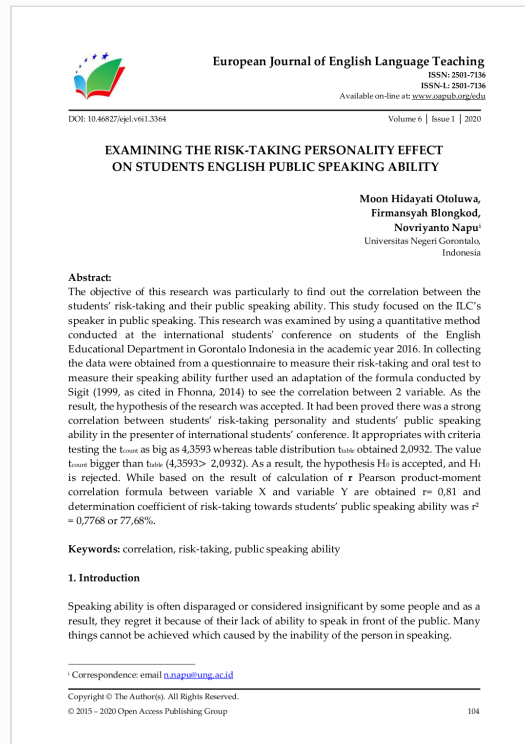 European Journal of English Language Teaching
ISSN: 2501-7136
ISSN-L: 2501-7136
Available on-line at: www.oapub.org/edu
DOI: 10.46827/ejel.v6i1.3364
Volume 6 | Issue 1 | 2020
EXAMINING THE RISK-TAKING PERSONALITY EFFECT
ON STUDENTS ENGLISH PUBLIC SPEAKING ABILITY
Moon Hidayati Otoluwa,
Firmansyah Blongkod,
Novriyanto Napuⁱ
Universitas Negeri Gorontalo,
Indonesia
Abstract:
The objective of this research was particularly to find out the correlation between the
students' risk-taking and their public speaking ability. This study focused on the ILC's
speaker in public speaking. This research was examined by using a quantitative method
conducted at the international students' conference on students of the English
Educational Department in Gorontalo Indonesia in the academic year 2016. In collecting
the data were obtained from a questionnaire to measure their risk-taking and oral test to
measure their speaking ability further used an adaptation of the formula conducted by
Sigit (1999, as cited in Fhonna, 2014) to see the correlation between 2 variable. As the
result, the hypothesis of the research was accepted. It had been proved there was a strong
correlation between students' risk-taking personality and students' public speaking
ability in the presenter of international students' conference. It appropriates with criteria
testing the tcount as big as 4,3593 whereas table distribution ttable obtained 2,0932. The value
tcount bigger than ttable (4,3593> 2,0932). As a result, the hypothesis H₀ is accepted, and H₁
is rejected. While based on the result of calculation of r Pearson product-moment
correlation formula between variable X and variable Y are obtained r= 0,81 and
determination coefficient of risk-taking towards students' public speaking ability was r²
= 0,7768 or 77,68%.
Keywords: correlation, risk-taking, public speaking ability
1. Introduction
Speaking ability is often disparaged or considered insignificant by some people and as a
result, they regret it because of their lack of ability to speak in front of the public. Many
things cannot be achieved which caused by the inability of the person in speaking.
ⁱ Correspondence: email n.napu@ung.ac.id
Copyright © The Author(s). All Rights Reserved.
© 2015 – 2020 Open Access Publishing Group
104